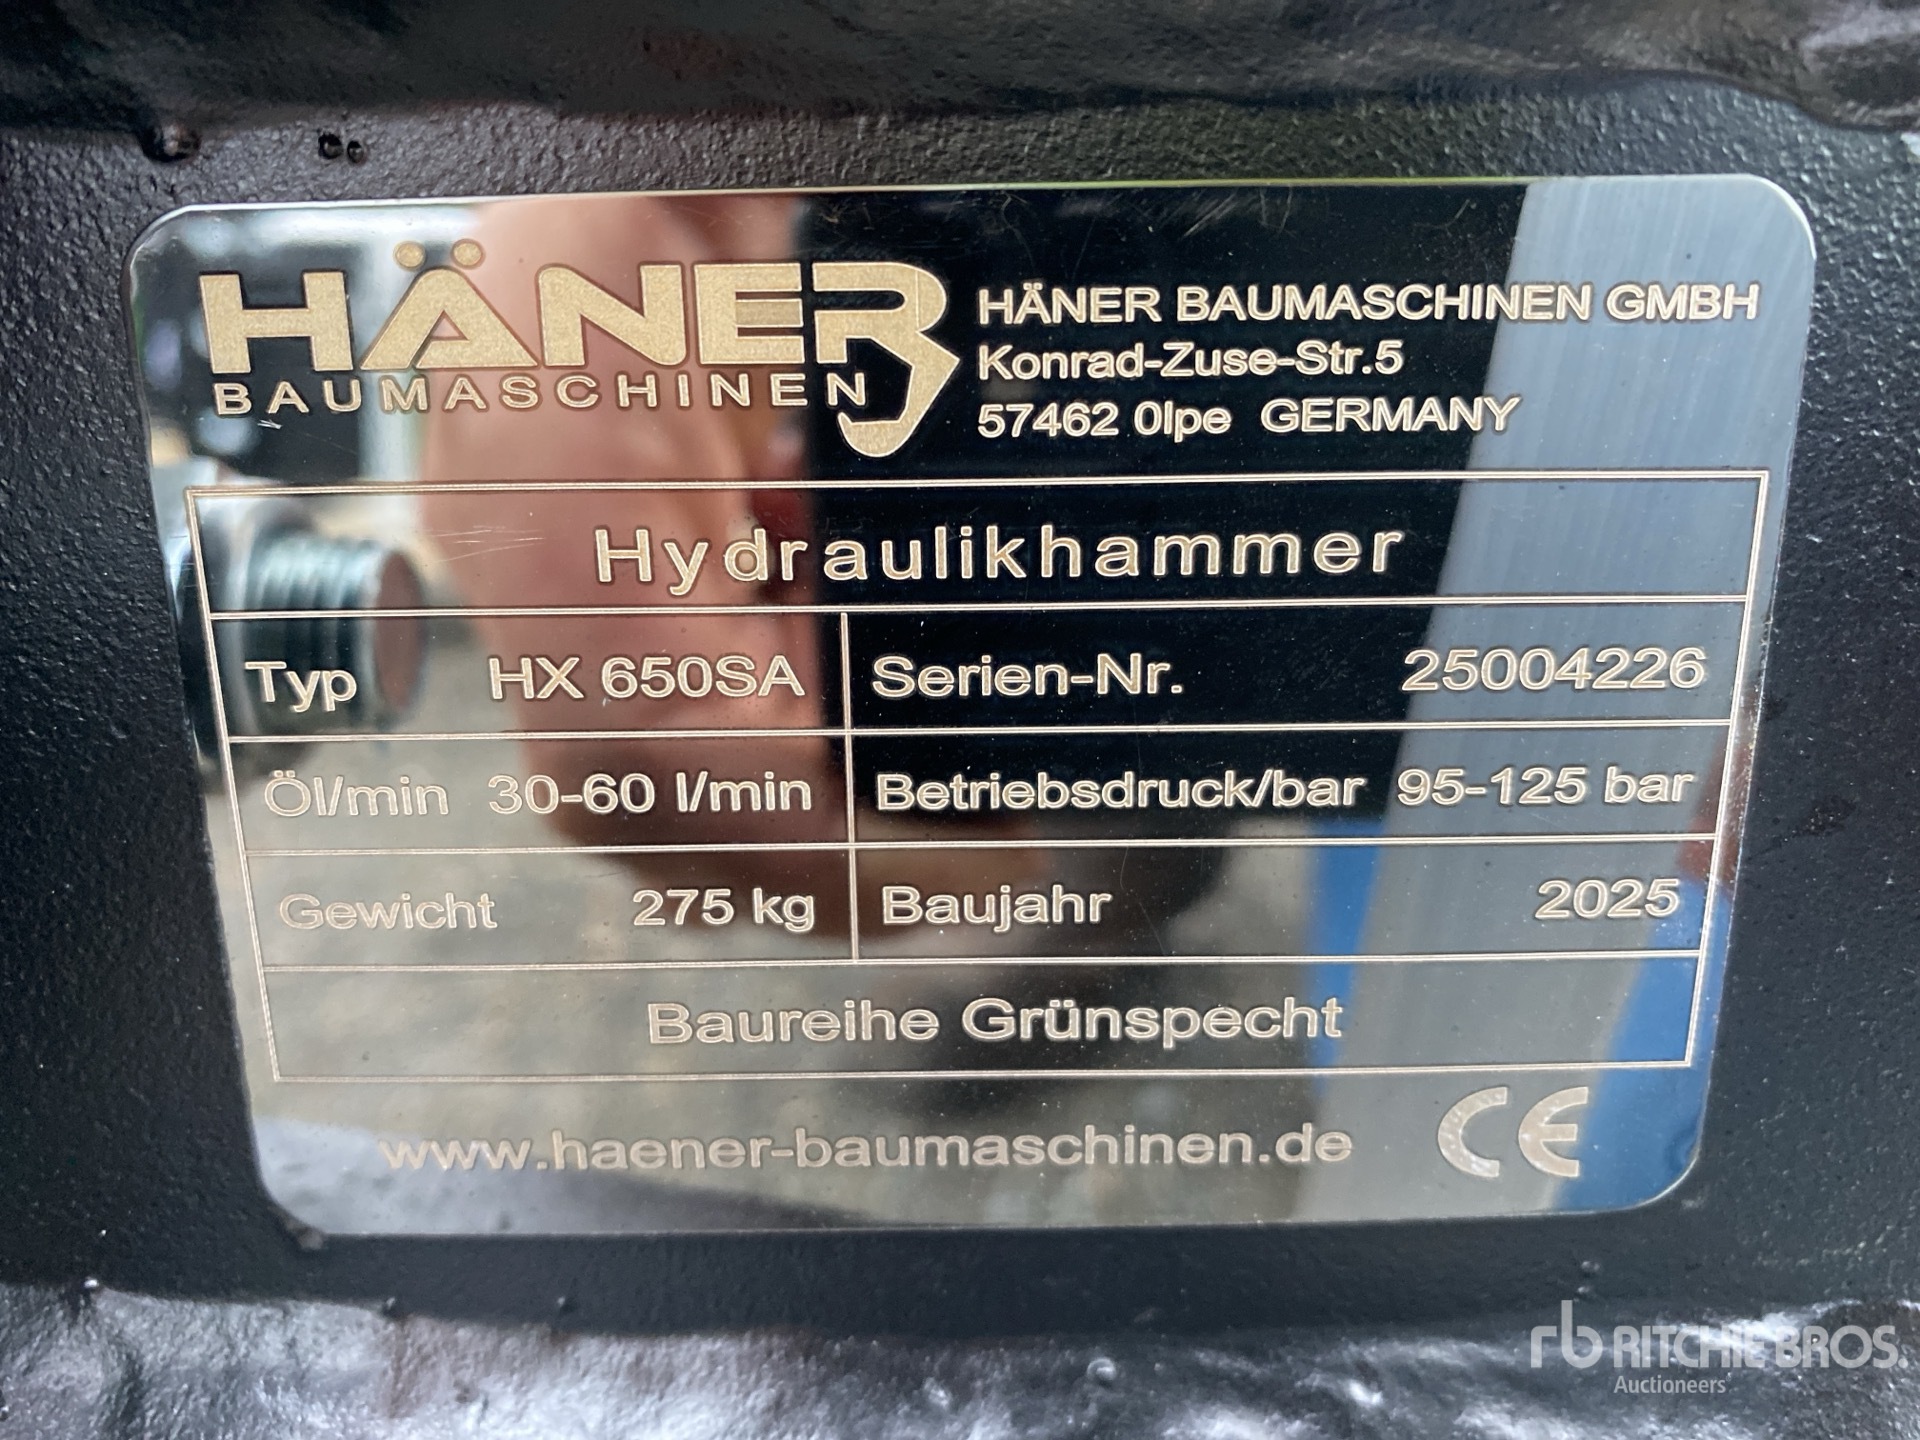 HÄNER
BAUMASCHINEN
HÄNER BAUMASCHINEN GMBH
Konrad-Zuse-Str.5
57462 0lpe GERMANY
Hydraulikhammer
Typ HX 650SA Serien-Nr. 25004226
Öl/min 30-60 l/min Betriebsdruck/bar 95-125 bar
Gewicht 275 kg Baujahr 2025
Baureihe Grünspecht
www.haener-baumaschinen.de CE
rb RITCHIE BROS.
Auctioneers